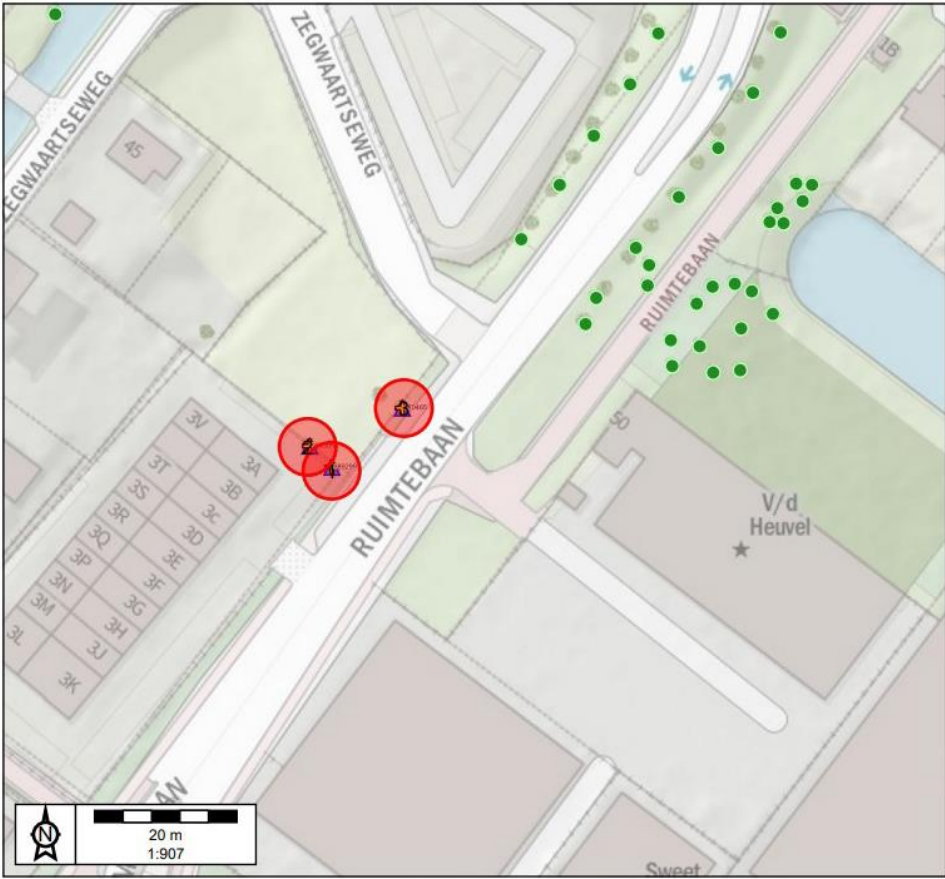 ZEGWAARTSEWEG
ZEGWAARTSEWEG
1B
45
RUIMTEBAAN
3V
3A
3T
3B
3S
3C
3R
3D
3Q
3E
3P
3F
3N
3G
3M
3H
3L
3J
3K
50
RUIMTEBAAN
V/d
Heuvel
Sweet
N
20 m
1:907